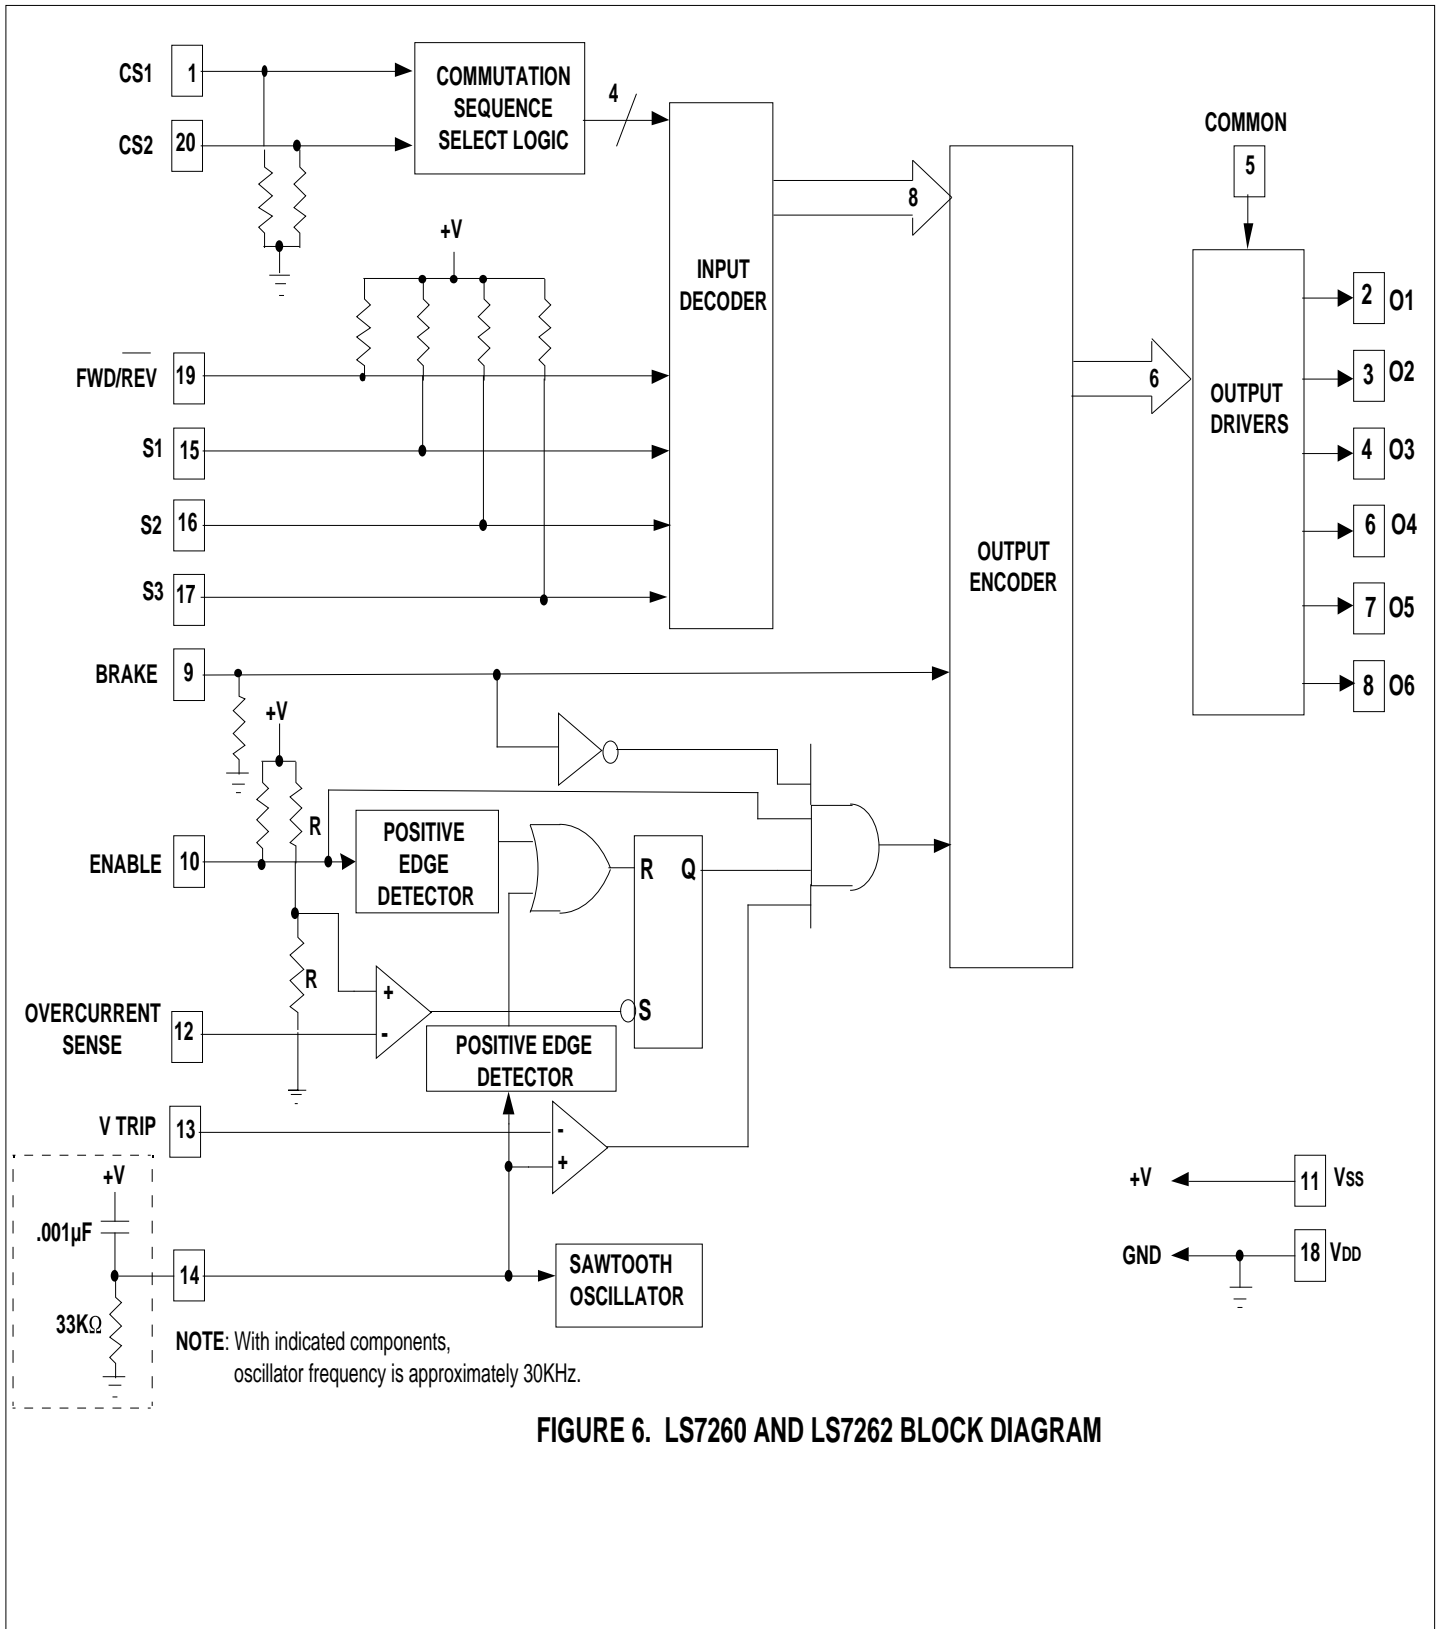 CS1
1
CS2
20
COMMUTATION
SEQUENCE
SELECT LOGIC
4
INPUT
DECODER
8
COMMON
5
+V
FWD/REV
19
S1
15
S2
16
S3
17
OUTPUT
ENCODER
6
OUTPUT
DRIVERS
2
O1
3
O2
4
O3
6
O4
7
O5
8
O6
BRAKE
9
+V
R
ENABLE
10
POSITIVE
EDGE
DETECTOR
R
Q
S
R
+
-
OVERCURRENT
SENSE
12
POSITIVE EDGE
DETECTOR
V TRIP
13
-
+
+V
.001µF
33KΩ
14
SAWTOOTH
OSCILLATOR
+V
11
VSS
GND
18
VDD
NOTE: With indicated components,
oscillator frequency is approximately 30KHz.
FIGURE 6. LS7260 AND LS7262 BLOCK DIAGRAM